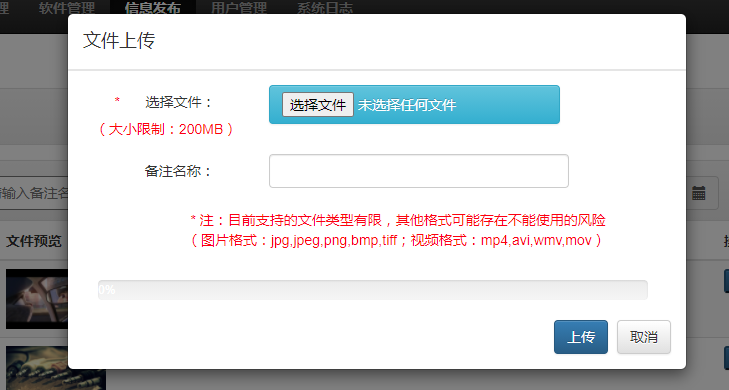 理 软件管理 信息发布 用户管理 系统日志
文件上传
* 选择文件： 选择文件 未选择任何文件
（大小限制：200MB）
备注名称：
请输入备注名
* 注：目前支持的文件类型有限，其他格式可能存在不能使用的风险
（图片格式：jpg,jpeg,png,bmp,tiff；视频格式：mp4,avi,wmv,mov）
文件预览
0%
上传 取消